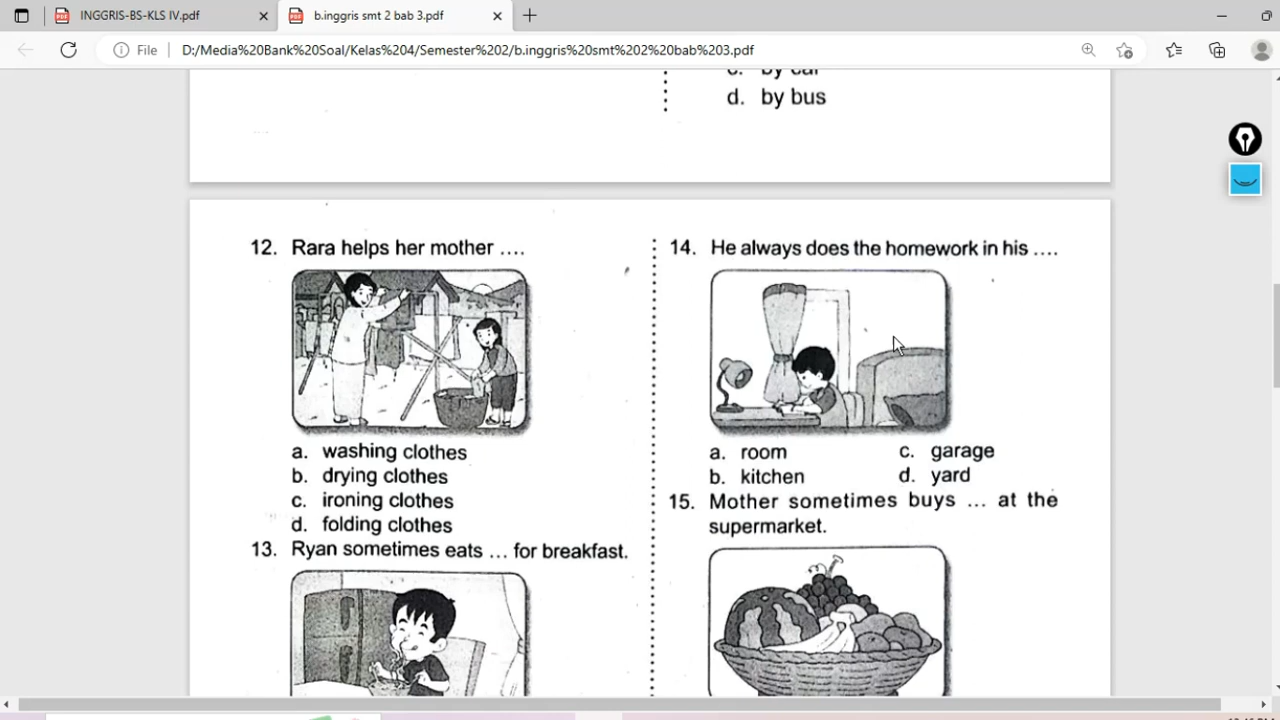 INGGRIS-BS-KLS IV.pdf
b.inggris smt 2 bab 3.pdf
File
D:/Media%20Bank%20Soal/Kelas%204/Semester%202/b.inggris%20smt%202%20bab%203.pdf
c. by car
d. by bus
12. Rara helps her mother ....
a. washing clothes
b. drying clothes
c. ironing clothes
d. folding clothes
13. Ryan sometimes eats ... for breakfast.
14. He always does the homework in his ....
a. room c. garage
b. kitchen d. yard
15. Mother sometimes buys ... at the
supermarket.